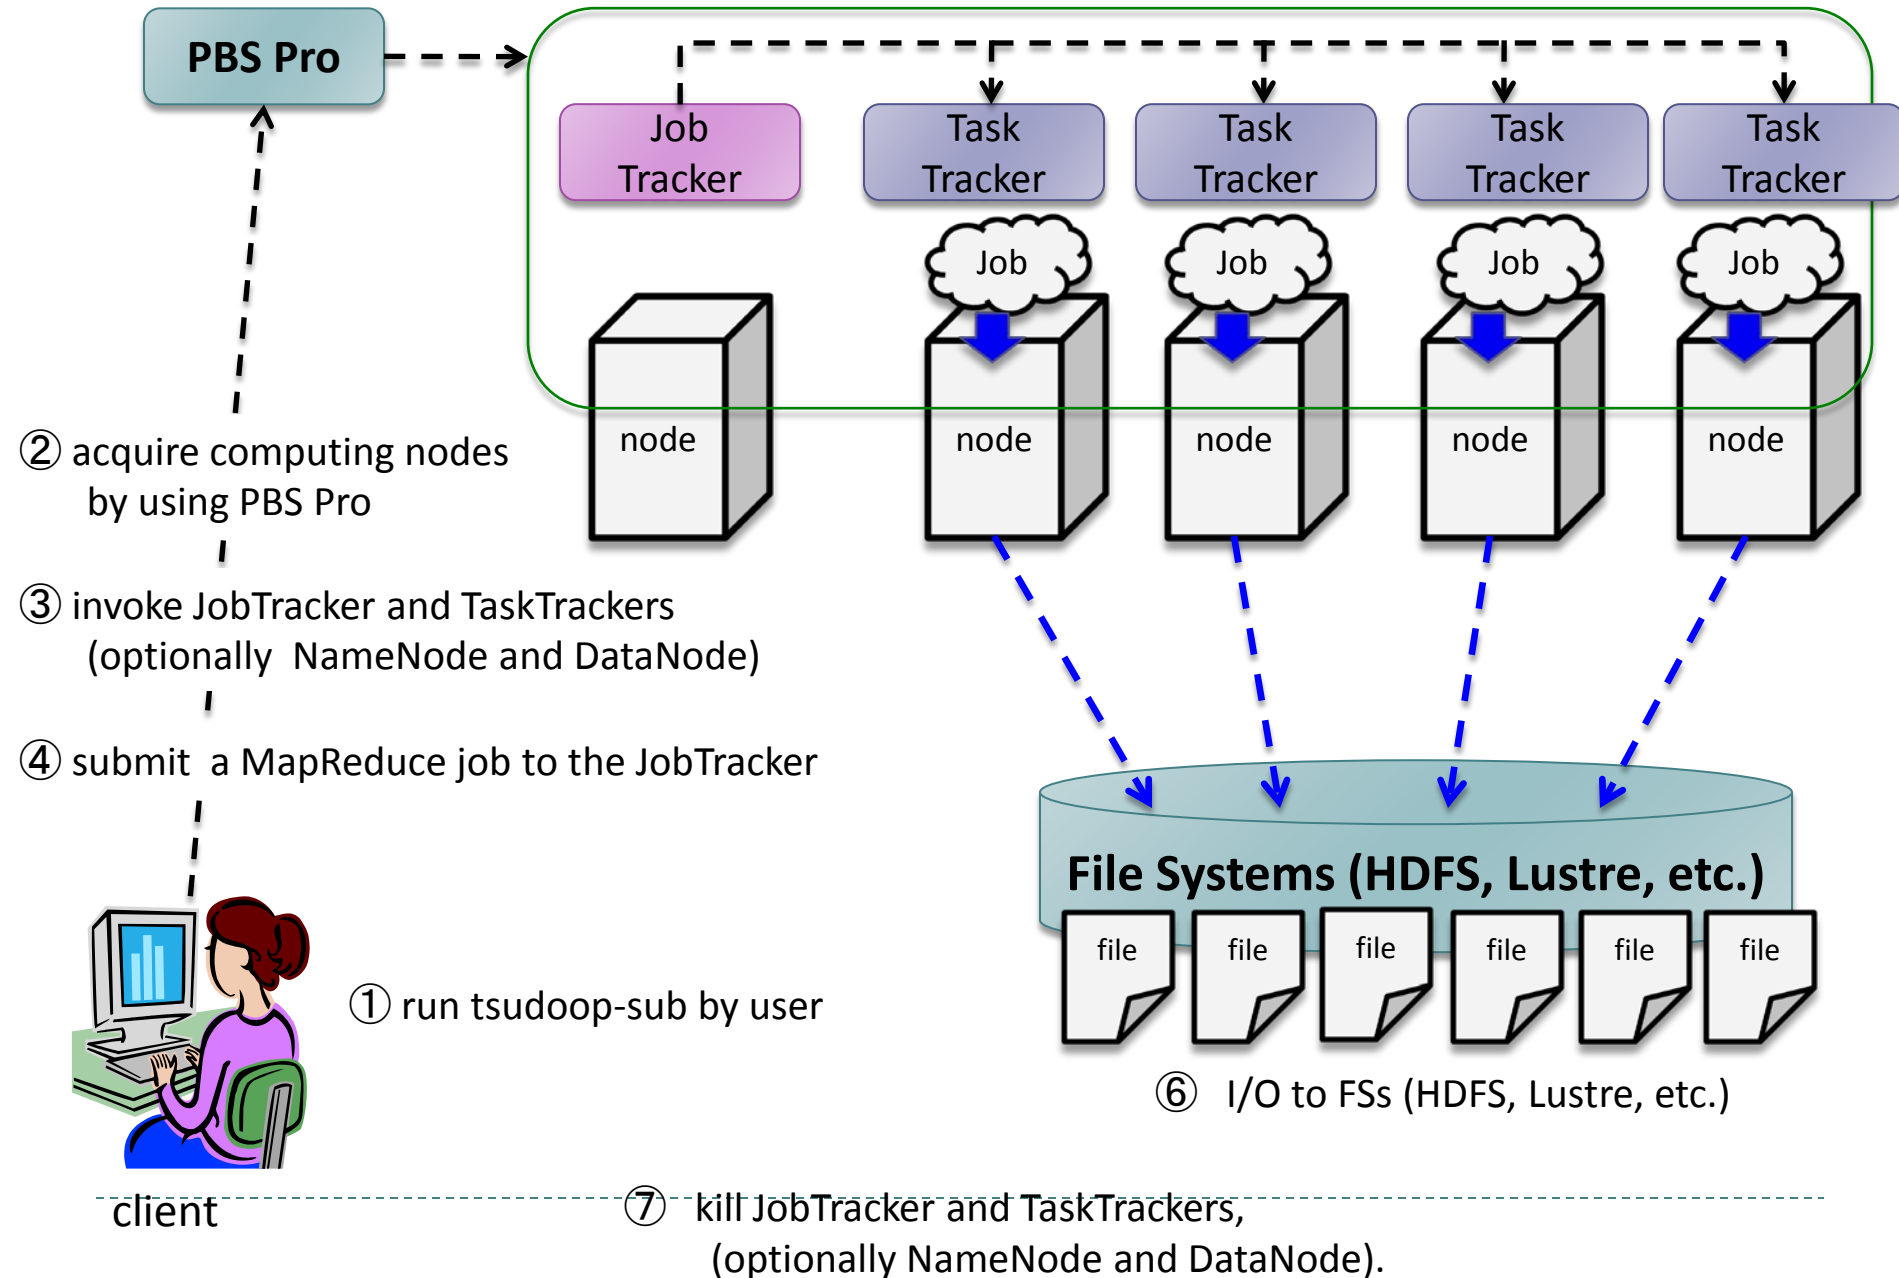 PBS Pro
Job
Tracker
Task
Tracker
Task
Tracker
Task
Tracker
Task
Tracker
Job
Job
Job
Job
node
node
node
node
node
② acquire computing nodes
by using PBS Pro
③ invoke JobTracker and TaskTrackers
(optionally NameNode and DataNode)
④ submit a MapReduce job to the JobTracker
File Systems (HDFS, Lustre, etc.)
file
file
file
file
file
file
① run tsudoop-sub by user
⑥ I/O to FSs (HDFS, Lustre, etc.)
client
⑦ kill JobTracker and TaskTrackers,
(optionally NameNode and DataNode).